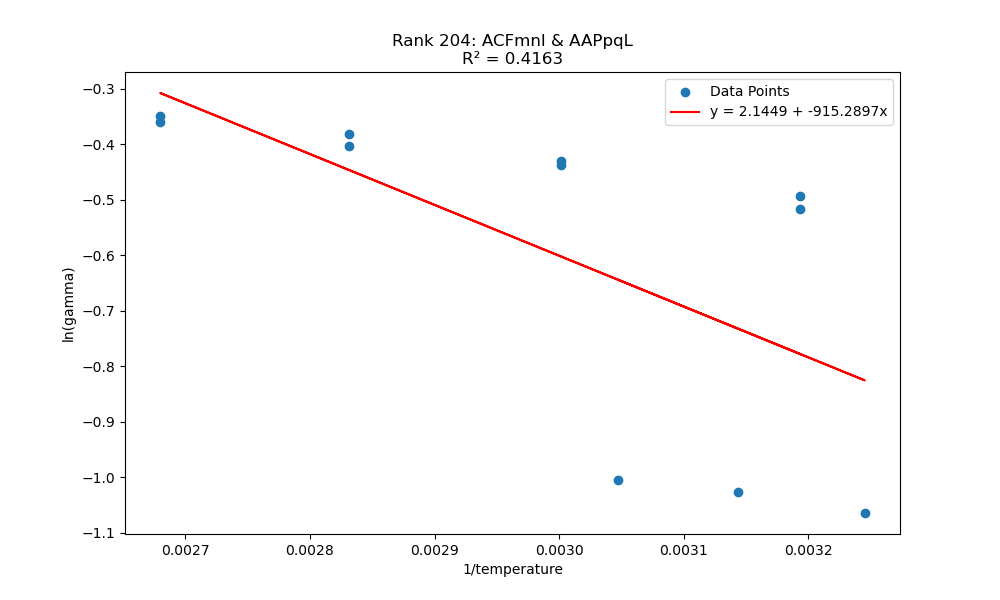 Rank 204: ACFmnI & AAPpqL
R² = 0.4163
Data Points
y = 2.1449 + -915.2897x
ln(gamma)
−0.3
−0.4
−0.5
−0.6
−0.7
−0.8
−0.9
−1.0
−1.1
0.0027 0.0028 0.0029 0.0030 0.0031 0.0032
1/temperature